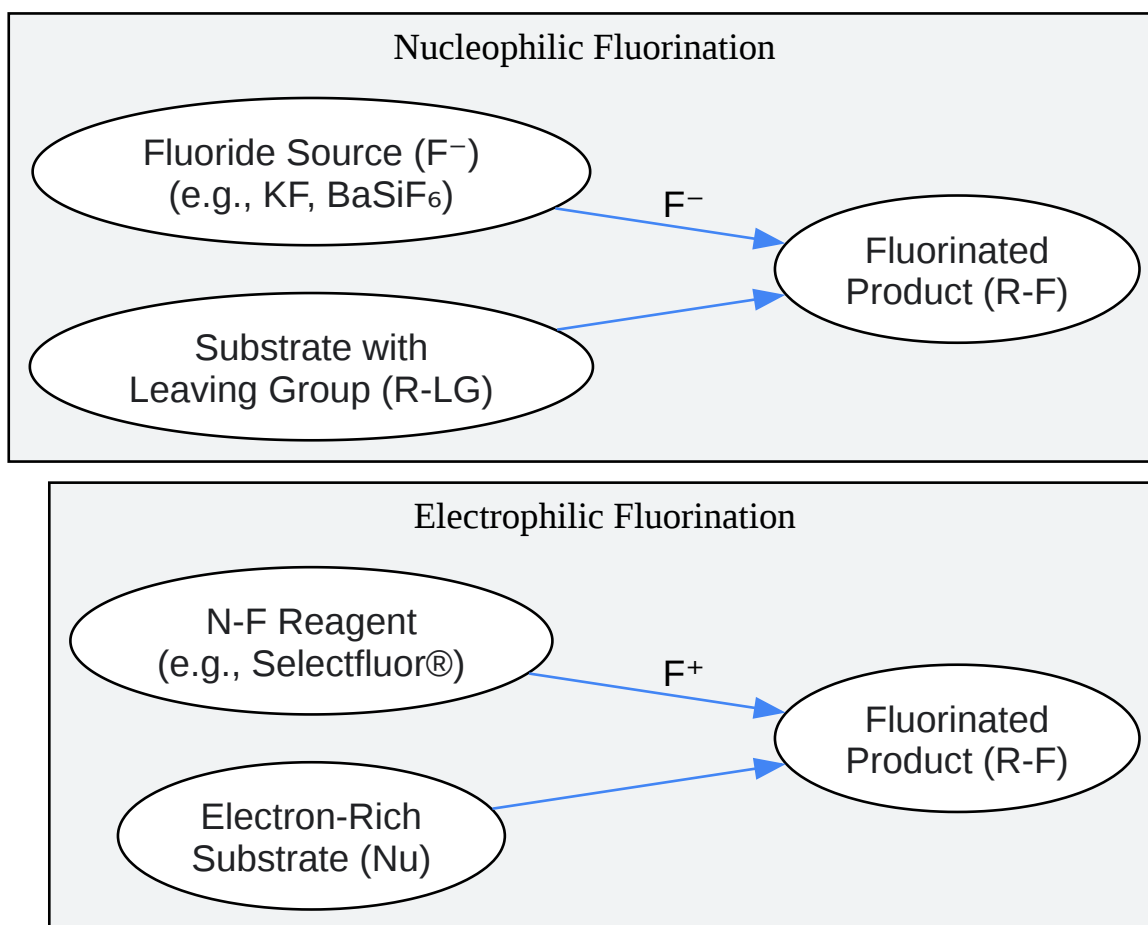 Nucleophilic Fluorination
Fluoride Source (F⁻)
(e.g., KF, BaSiF₆)
F⁻
Fluorinated
Product (R-F)
Substrate with
Leaving Group (R-LG)
Electrophilic Fluorination
N-F Reagent
(e.g., Selectfluor®)
F⁺
Fluorinated
Product (R-F)
Electron-Rich
Substrate (Nu)